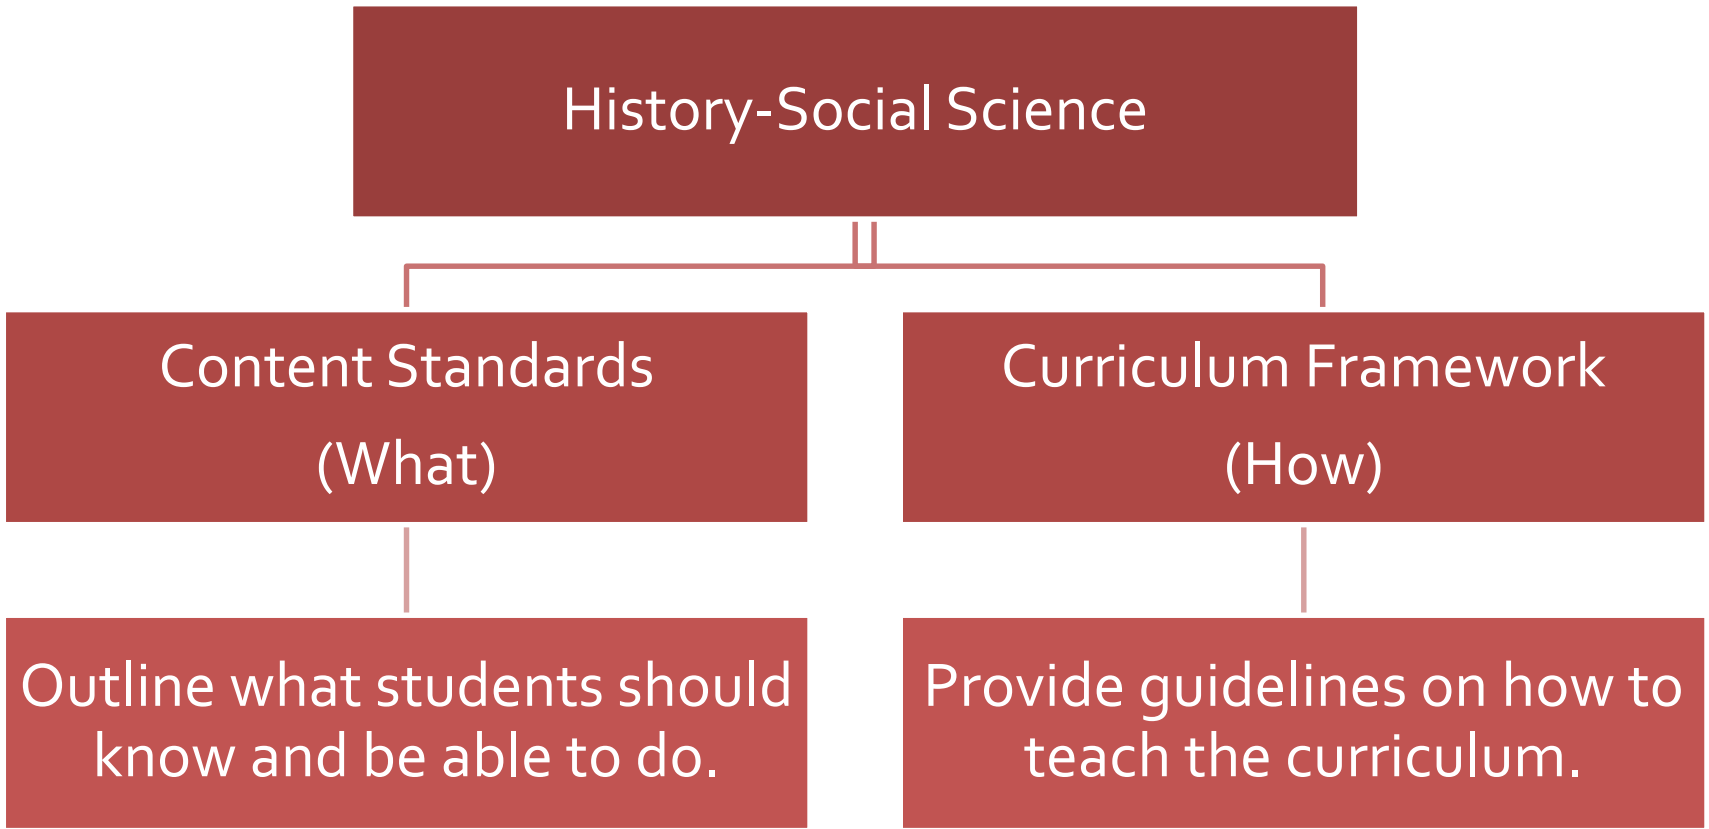 History-Social Science
Content Standards
(What)
Curriculum Framework
(How)
Outline what students should
know and be able to do.
Provide guidelines on how to
teach the curriculum.